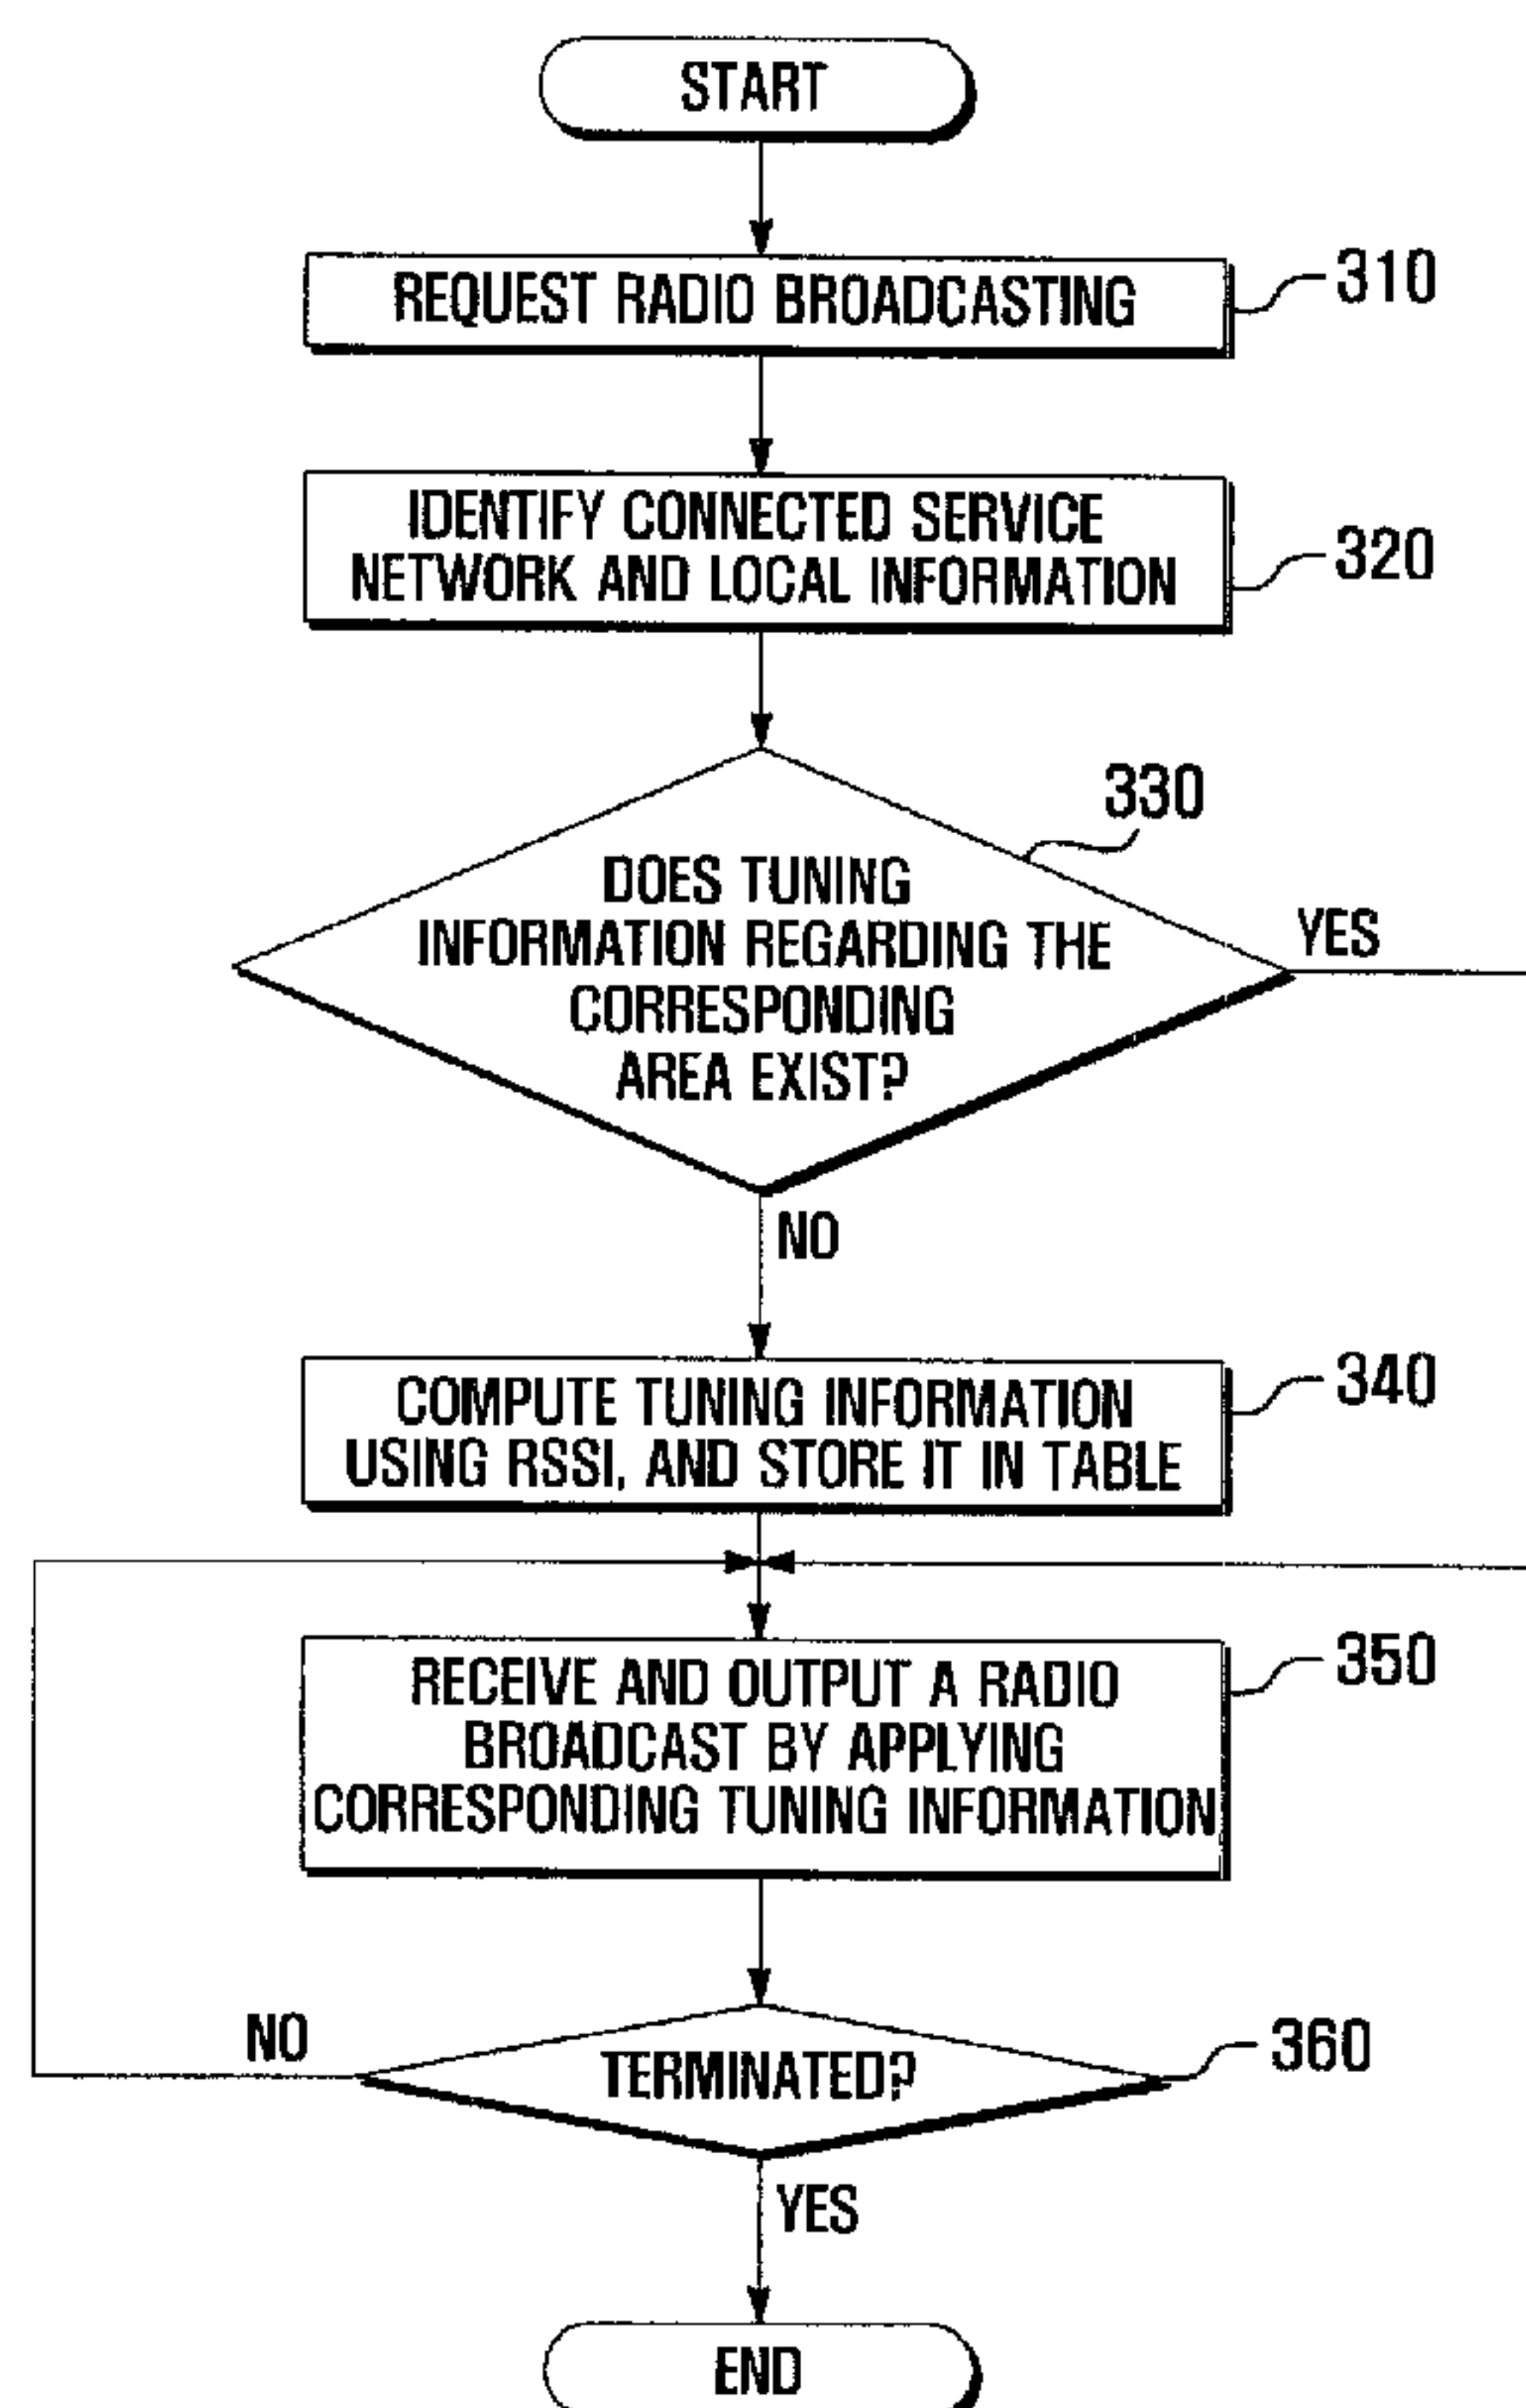 START
REQUEST RADIO BROADCASTING
310
IDENTIFY CONNECTED SERVICE
NETWORK AND LOCAL INFORMATION
320
330
DOES TUNING
INFORMATION REGARDING THE
CORRESPONDING
AREA EXIST?
YES
NO
COMPUTE TUNING INFORMATION
USING RSSI, AND STORE IT IN TABLE
340
RECEIVE AND OUTPUT A RADIO
BROADCAST BY APPLYING
CORRESPONDING TUNING INFORMATION
350
NO
TERMINATED?
360
YES
END